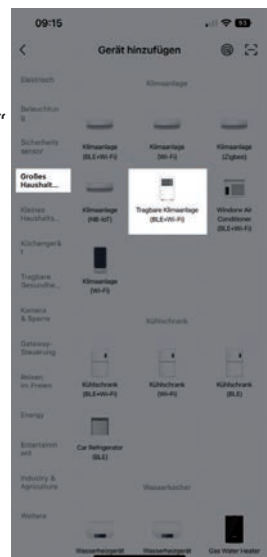 09:15
93
Gerät hinzufügen
Elektrisch
Beleuchtun
g
Sicherheits
sensor
Großes
Haushalt...
Kleines
Haushalts...
Küchengerä
t
Tragbare
Gesundhe...
Kamera
& Sperre
Gateway-
Steuerung
Reisen
im Freien
Energy
Entertainm
ent
Industry &
Agriculture
Weitere
Klimaanlage
Klimaanlage
(BLE+Wi-Fi)
Klimaanlage
(Wi-Fi)
Klimaanlage
(Zigbee)
Klimaanlage
(NB-IoT)
Tragbare Klimaanlage
(BLE+Wi-Fi)
Window Air
Conditioner
(BLE+Wi-Fi)
Klimaanlage
(Wi-Fi)
Kühlschrank
Kühlschrank
(BLE+Wi-Fi)
Kühlschrank
(Wi-Fi)
Kühlschrank
(BLE)
Car Refrigerator
(BLE)
Wasserkocher
Wasserheizgerät
Wasserheizgerät
Gas Water Heater